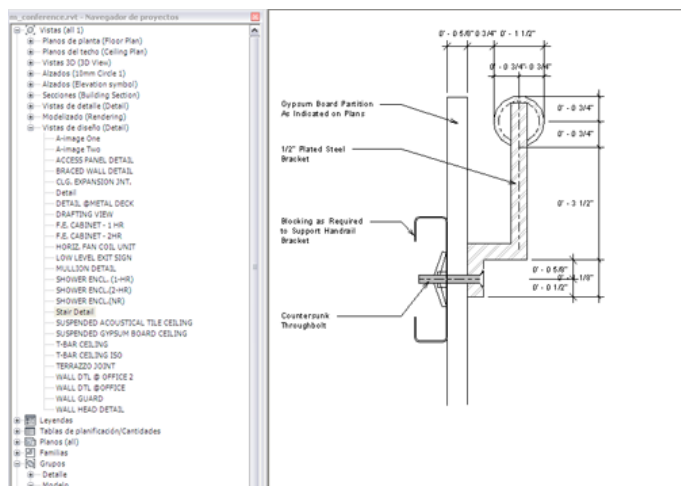 m_conference.rvt - Navegador de proyectos
Vistas (all 1)
Planos de planta (Floor Plan)
Planos del techo (Ceiling Plan)
Vistas 3D (3D View)
Alzados (10mm Circle 1)
Alzados (Elevation symbol)
Secciones (Building Section)
Vistas de detalle (Detail)
Modelizado (Rendering)
Vistas de diseño (Detail)
A-image One
A-image Two
ACCESS PANEL DETAIL
BRACED WALL DETAIL
CLG. EXPANSION JNT.
Detail
DETAIL @METAL DECK
DRAFTING VIEW
F.E. CABINET - 1 HR
F.E. CABINET - 2HR
HORIZ. FAN COIL UNIT
LOW LEVEL EXIT SIGN
MULLION DETAIL
SHOWER ENCL. (1-HR)
SHOWER ENCL.(2-HR)
SHOWER ENCL.(NR)
Stair Detail
SUSPENDED ACOUSTICAL TILE CEILING
SUSPENDED GYPSUM BOARD CEILING
T-BAR CEILING
T-BAR CEILING ISO
TERRAZZO JOINT
WALL DTL @ OFFICE 2
WALL DTL @OFFICE
WALL GUARD
WALL HEAD DETAIL
Leyendas
Tablas de planificación/Cantidades
Planos (all)
Familias
Grupos
Detalle
Modelo
0' - 0 5/8" 0 3/4" 0' - 1 1/2"
0' - 0 3/4" - 0 3/4"
Gypsum Board Partition
As Indicated on Plans
0' - 0 3/4"
0' - 0 3/4"
1/2" Plated Steel
Bracket
0' - 3 1/2"
Blocking as Required
to Support Handrail
Bracket
0' - 0 5/8"
1/8"
0' - 0 1/2"
Countersunk
Throughbolt